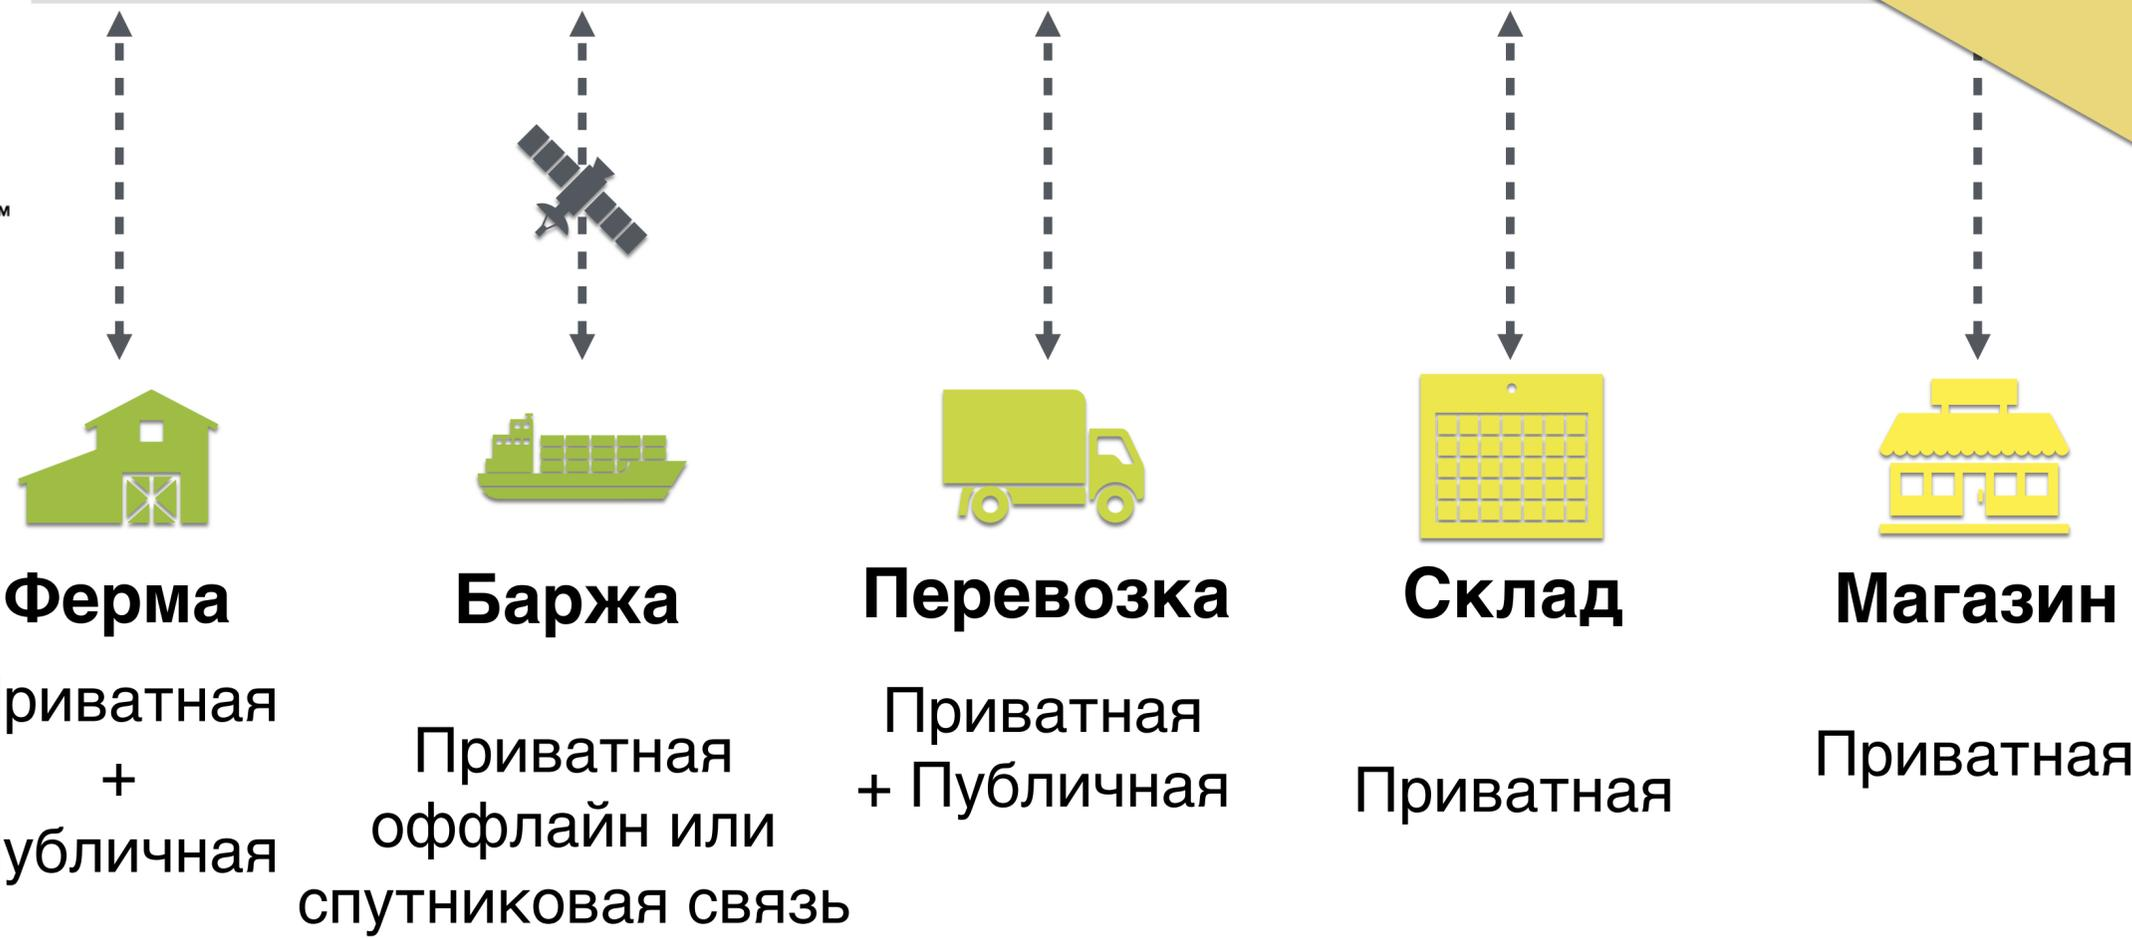 м
Ферма
Баржа
Перевозка
Склад
Магазин
риватная
+
убличная
Приватная
оффлайн или
спутниковая связь
Приватная
+ Публичная
Приватная
Приватная